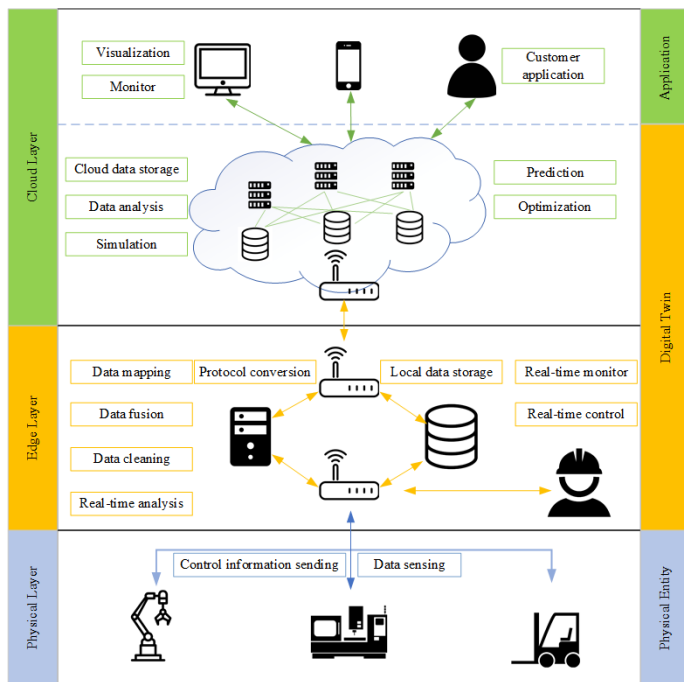 Visualization
Customer
application
Monitor
Application
Cloud Layer
Cloud data storage
Prediction
Data analysis
Optimization
Simulation
Digital Twin
Data mapping
Protocol conversion
Local data storage
Real-time monitor
Data fusion
Real-time control
Edge Layer
Data cleaning
Real-time analysis
Control information sending
Data sensing
Physical Layer
Physical Entity